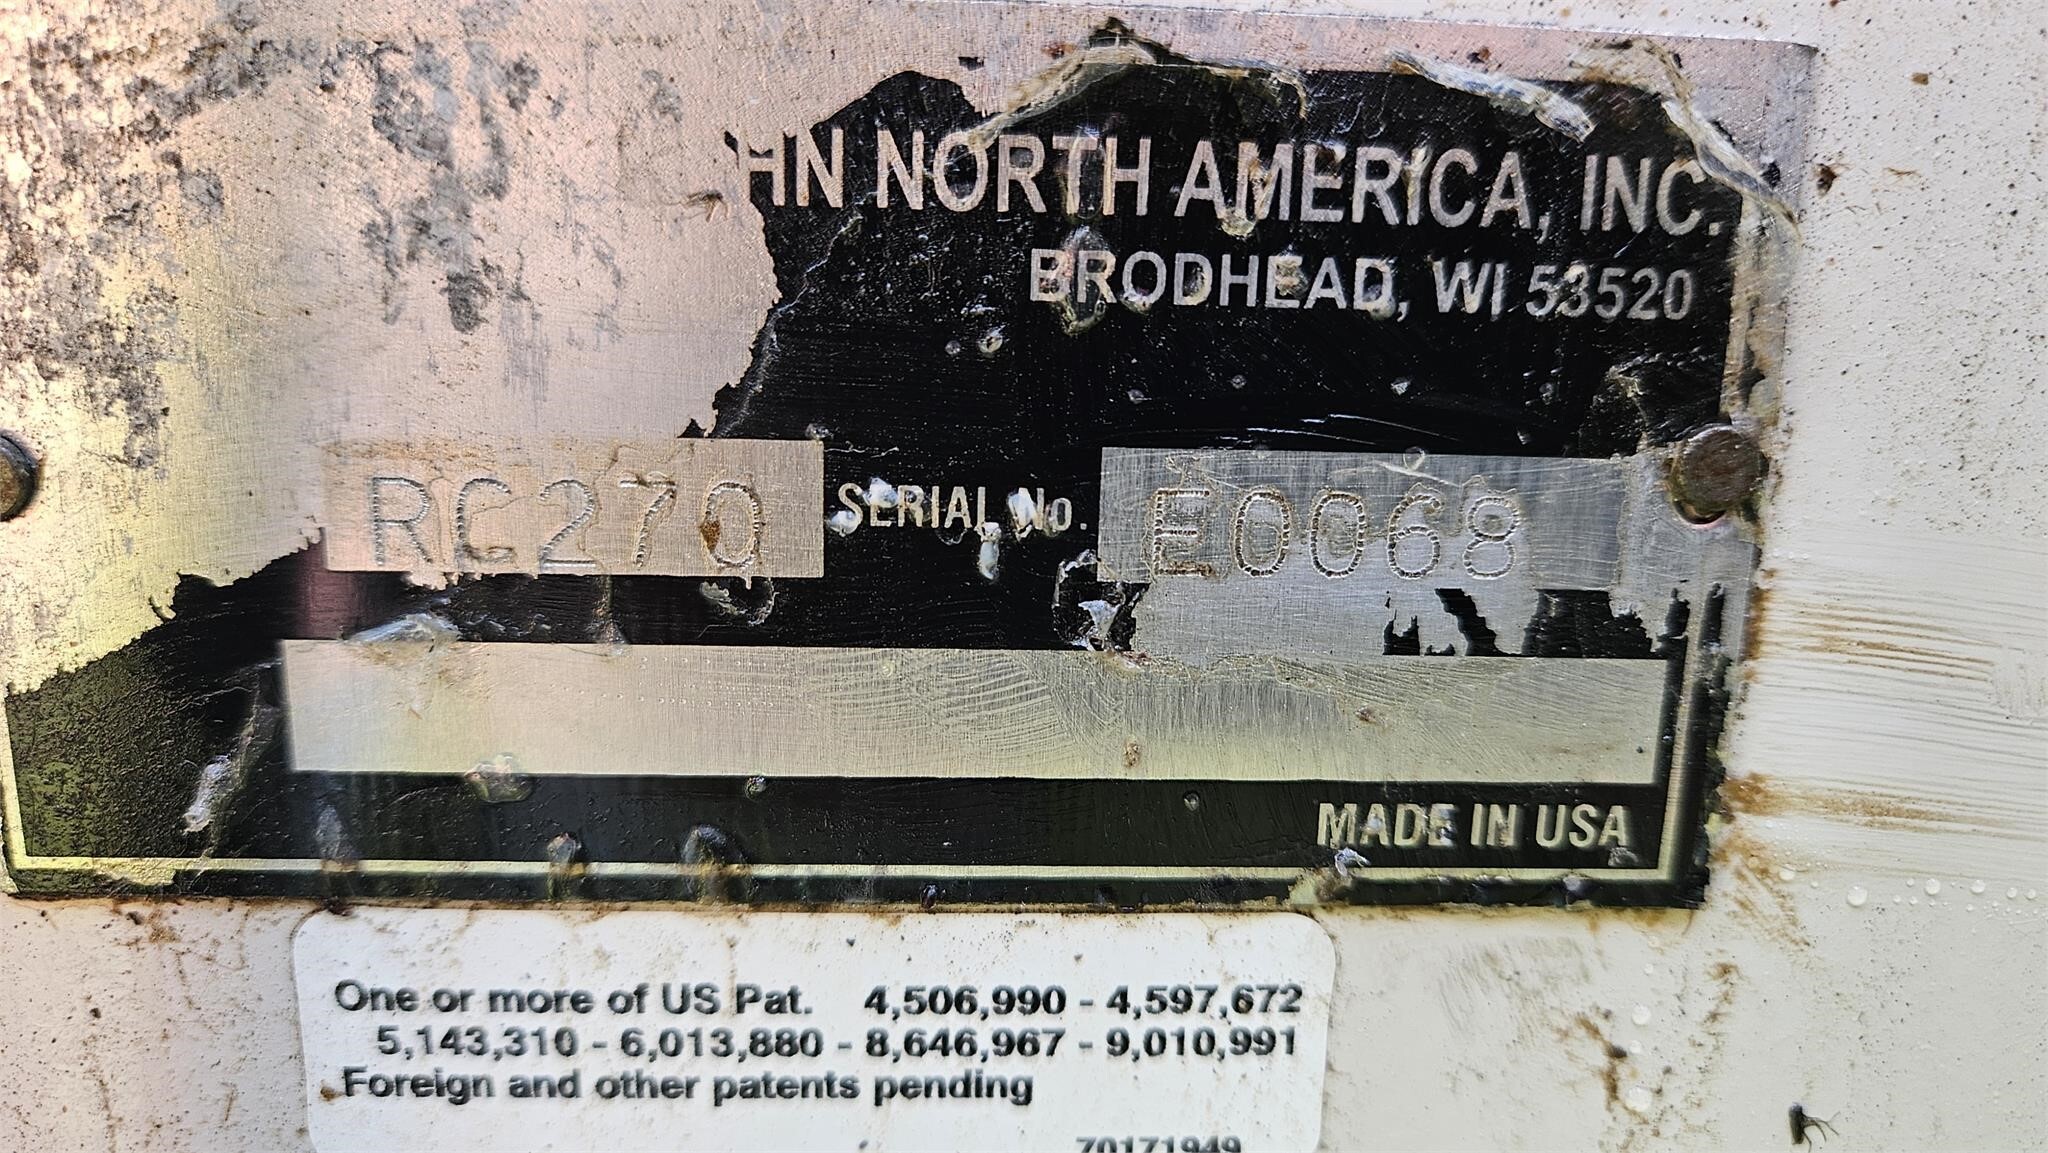 HN NORTH AMERICA, INC.
BRODHEAD, WI 53520
RC270 SERIAL No. E0068
MADE IN USA
One or more of US Pat. 4,506,990 - 4,597,672
5,143,310 - 6,013,880 - 8,646,967 - 9,010,991
Foreign and other patents pending
70171949